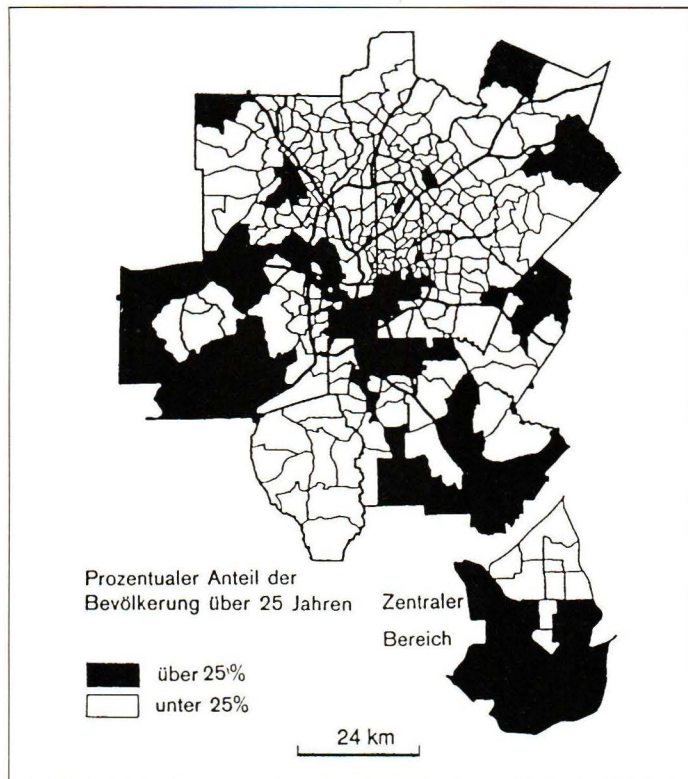 Prozentualer Anteil der
Bevölkerung über 25 Jahren
Zentraler
Bereich
über 25%
unter 25%
24 km